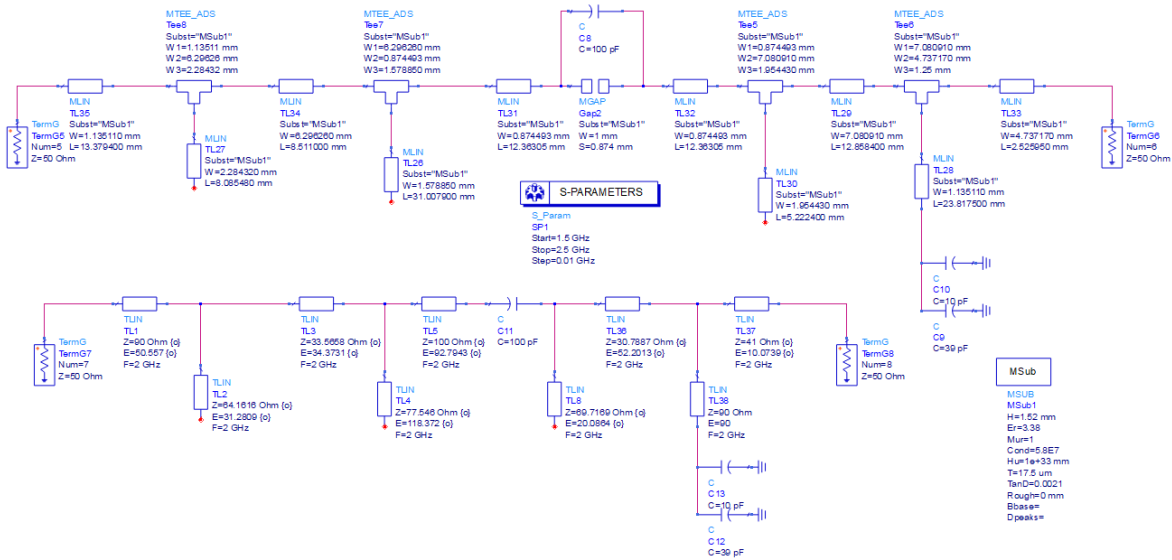 MTEE_ADS
Tee8
Subst="MSub1"
W1=1.13511 mm
W2=6.29626 mm
W3=2.28432 mm
MTEE_ADS
Tee7
Subst="MSub1"
W1=6.296260 mm
W2=0.874493 mm
W3=1.578850 mm
C
C8
C=100 pF
MTEE_ADS
Tee5
Subst="MSub1"
W1=0.874493 mm
W2=7.080910 mm
W3=1.954430 mm
MTEE_ADS
Tee6
Subst="MSub1"
W1=7.080910 mm
W2=4.737170 mm
W3=1.25 mm
TermG
TermG5
Num=5
Z=50 Ohm
MLIN
TL35
Subst="MSub1"
W=1.135110 mm
L=13.379400 mm
MLIN
TL27
Subst="MSub1"
W=2.284320 mm
L=8.085480 mm
MLIN
TL34
Subst="MSub1"
W=6.296260 mm
L=8.511000 mm
MLIN
TL26
Subst="MSub1"
W=1.578850 mm
L=31.007900 mm
MLIN
TL31
Subst="MSub1"
W=0.874493 mm
L=12.36305 mm
MGAP
Gap2
Subst="MSub1"
W=1 mm
S=0.874 mm
MLIN
TL32
Subst="MSub1"
W=0.874493 mm
L=12.36305 mm
MLIN
TL30
Subst="MSub1"
W=1.954430 mm
L=5.222400 mm
MLIN
TL29
Subst="MSub1"
W=7.080910 mm
L=12.858400 mm
MLIN
TL28
Subst="MSub1"
W=1.135110 mm
L=23.817500 mm
MLIN
TL33
Subst="MSub1"
W=4.737170 mm
L=2.525950 mm
TermG
TermG6
Num=6
Z=50 Ohm
S-PARAMETERS
S_Param
SP1
Start=1.5 GHz
Stop=2.5 GHz
Step=0.01 GHz
C
C10
C=10 pF
C
C9
C=39 pF
TermG
TermG7
Num=7
Z=50 Ohm
TLIN
TL1
Z=90 Ohm {o}
E=50.557 {o}
F=2 GHz
TLIN
TL2
Z=64.1616 Ohm {o}
E=31.2809 {o}
F=2 GHz
TLIN
TL3
Z=33.5658 Ohm {o}
E=34.3731 {o}
F=2 GHz
TLIN
TL4
Z=77.546 Ohm {o}
E=118.372 {o}
F=2 GHz
TLIN
TL5
Z=100 Ohm {o}
E=92.7943 {o}
F=2 GHz
C
C11
C=100 pF
TLIN
TL8
Z=69.7169 Ohm {o}
E=20.0864 {o}
F=2 GHz
TLIN
TL36
Z=30.7887 Ohm {o}
E=52.2013 {o}
F=2 GHz
TLIN
TL38
Z=90 Ohm
E=90
F=2 GHz
TLIN
TL37
Z=41 Ohm {o}
E=10.0739 {o}
F=2 GHz
TermG
TermG8
Num=8
Z=50 Ohm
C
C13
C=10 pF
C
C12
C=39 pF
MSub
MSUB
MSub1
H=1.52 mm
Er=3.38
Mur=1
Cond=5.8E7
Hu=1e+33 mm
T=17.5 um
TanD=0.0021
Rough=0 mm
Bbase=
Dpeaks=